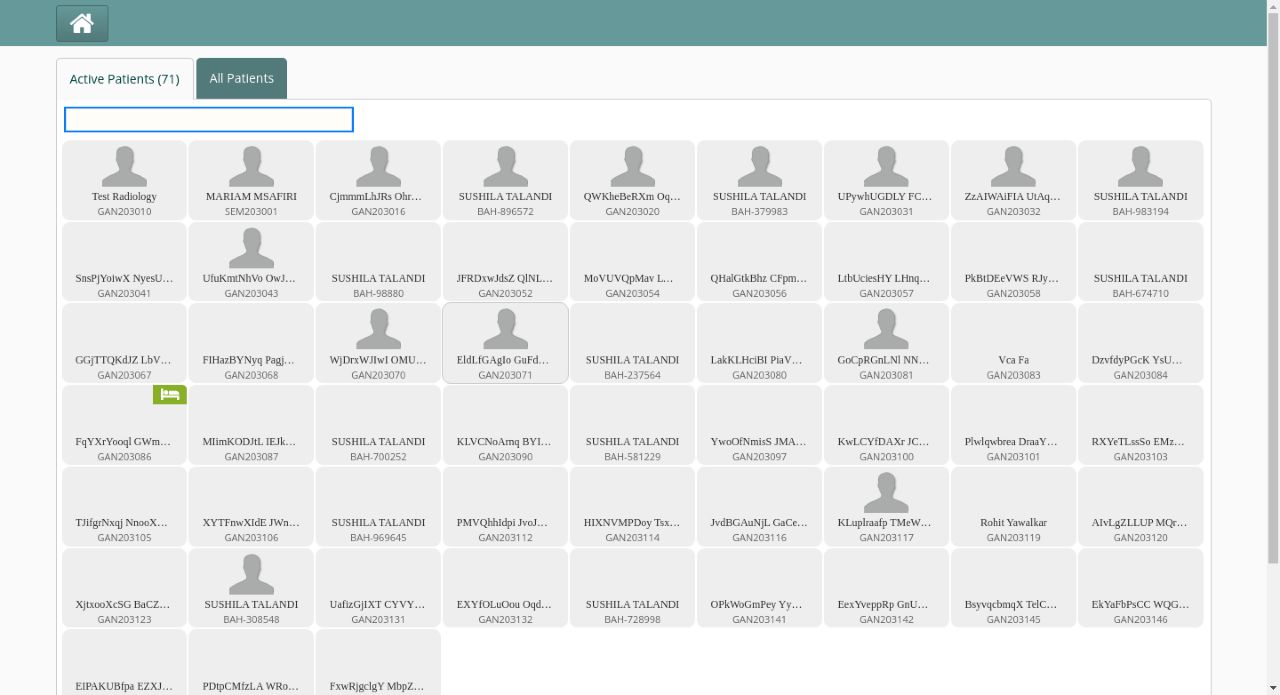 Active Patients (71)
All Patients
Test Radiology
GAN203010
MARIAM MSAFIRI
SEM203001
CjmmmLhJRs Ohr…
GAN203016
SUSHILA TALANDI
BAH-896572
QWKheBeRXm Oq…
GAN203020
SUSHILA TALANDI
BAH-379983
UPywhUGDLY FC…
GAN203031
ZzAIWAiFIA UtAq…
GAN203032
SUSHILA TALANDI
BAH-983194
SnsPjYoiwX NyesU…
GAN203041
UfuKmtNhVo OwJ…
GAN203043
SUSHILA TALANDI
BAH-98880
JFRDxwJdsZ QlNL…
GAN203052
MoVUVQpMav L…
GAN203054
QHalGtkBhz CFpm…
GAN203056
LtbUciesHY LHnq…
GAN203057
PkBtDEeVWS RJy…
GAN203058
SUSHILA TALANDI
BAH-674710
GGjTTQKdJZ LbV…
GAN203067
FIHazBYNyq Pagj…
GAN203068
WjDrxWJIwI OMU…
GAN203070
EldLfGAgIo GuFd…
GAN203071
SUSHILA TALANDI
BAH-237564
LakKLHciBI PiaV…
GAN203080
GoCpRGnLNl NN…
GAN203081
Vca Fa
GAN203083
DzvfdyPGcK YsU…
GAN203084
FqYXrYooql GWm…
GAN203086
MIimKODJtL IEJk…
GAN203087
SUSHILA TALANDI
BAH-700252
KLVCNoAmq BYI…
GAN203090
SUSHILA TALANDI
BAH-581229
YwoOfNmisS JMA…
GAN203097
KwLCYfDAXr JC…
GAN203100
Plwlqwbrea DraaY…
GAN203101
RXYeTLssSo EMz…
GAN203103
TJifgrNxqj NnooX…
GAN203105
XYTFnwXIdE JWn…
GAN203106
SUSHILA TALANDI
BAH-969645
PMVQhhIdpi JvoJ…
GAN203112
HIXNVMPDoy Tsx…
GAN203114
JvdBGAuNjL GaCe…
GAN203116
KLuplraafp TMeW…
GAN203117
Rohit Yawalkar
GAN203119
AIvLgZLLUP MQr…
GAN203120
XjtxooXcSG BaCZ…
GAN203123
SUSHILA TALANDI
BAH-308548
UafizGjIXT CYVY…
GAN203131
EXYfOLuOou Oqd…
GAN203132
SUSHILA TALANDI
BAH-728998
OPkWoGmPey Yy…
GAN203141
EexYveppRp GnU…
GAN203142
BsyvqcbmqX TelC…
GAN203145
EkYaFbPsCC WQG…
GAN203146
EIPAKUBfpa EZXJ…
PDtpCMfzLA WRo…
FxwRjgclgY MbpZ…